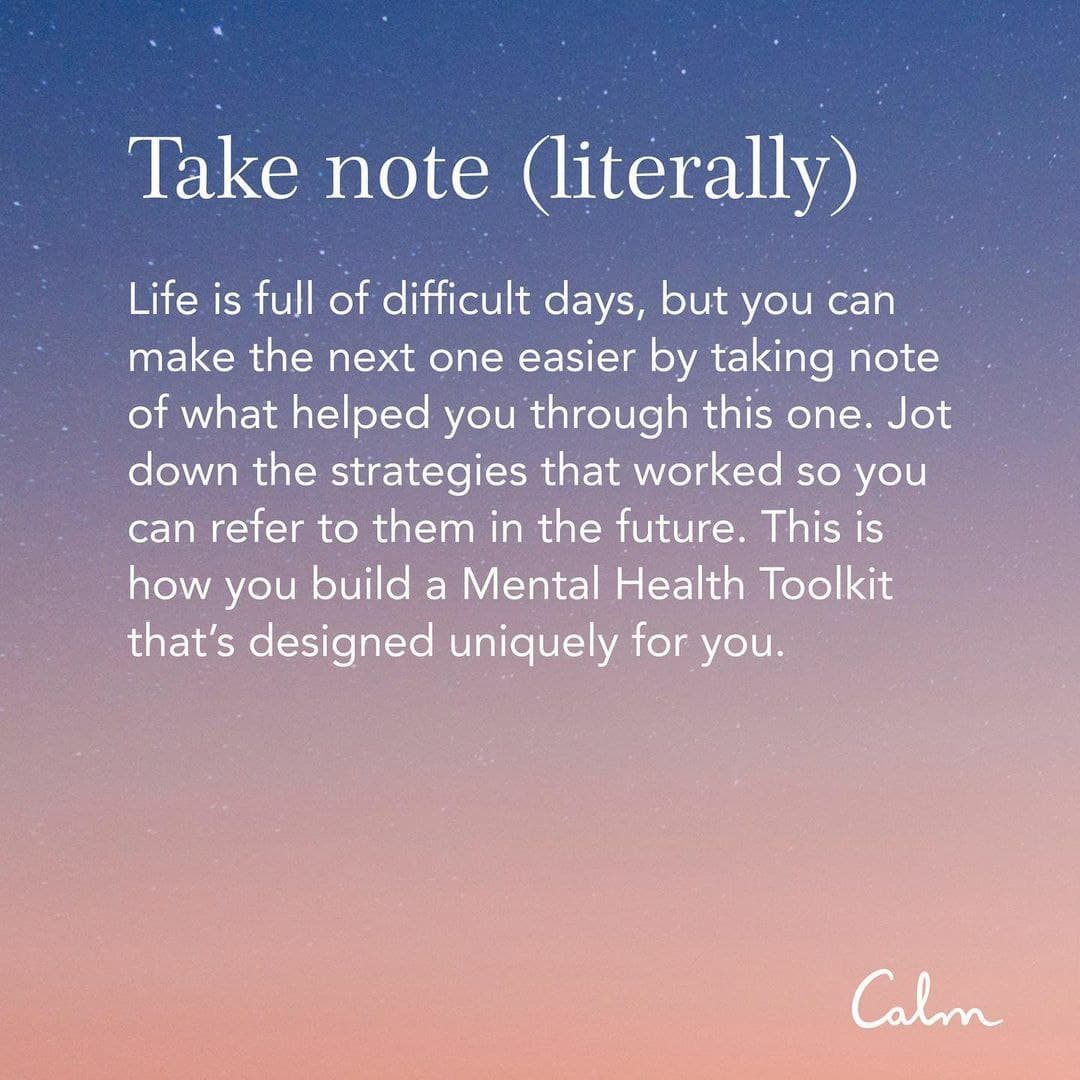 Take note (literally)
Life is full of difficult days, but you can
make the next one easier by taking note
of what helped you through this one. Jot
down the strategies that worked so you
can refer to them in the future. This is
how you build a Mental Health Toolkit
that’s designed uniquely for you.
Calm